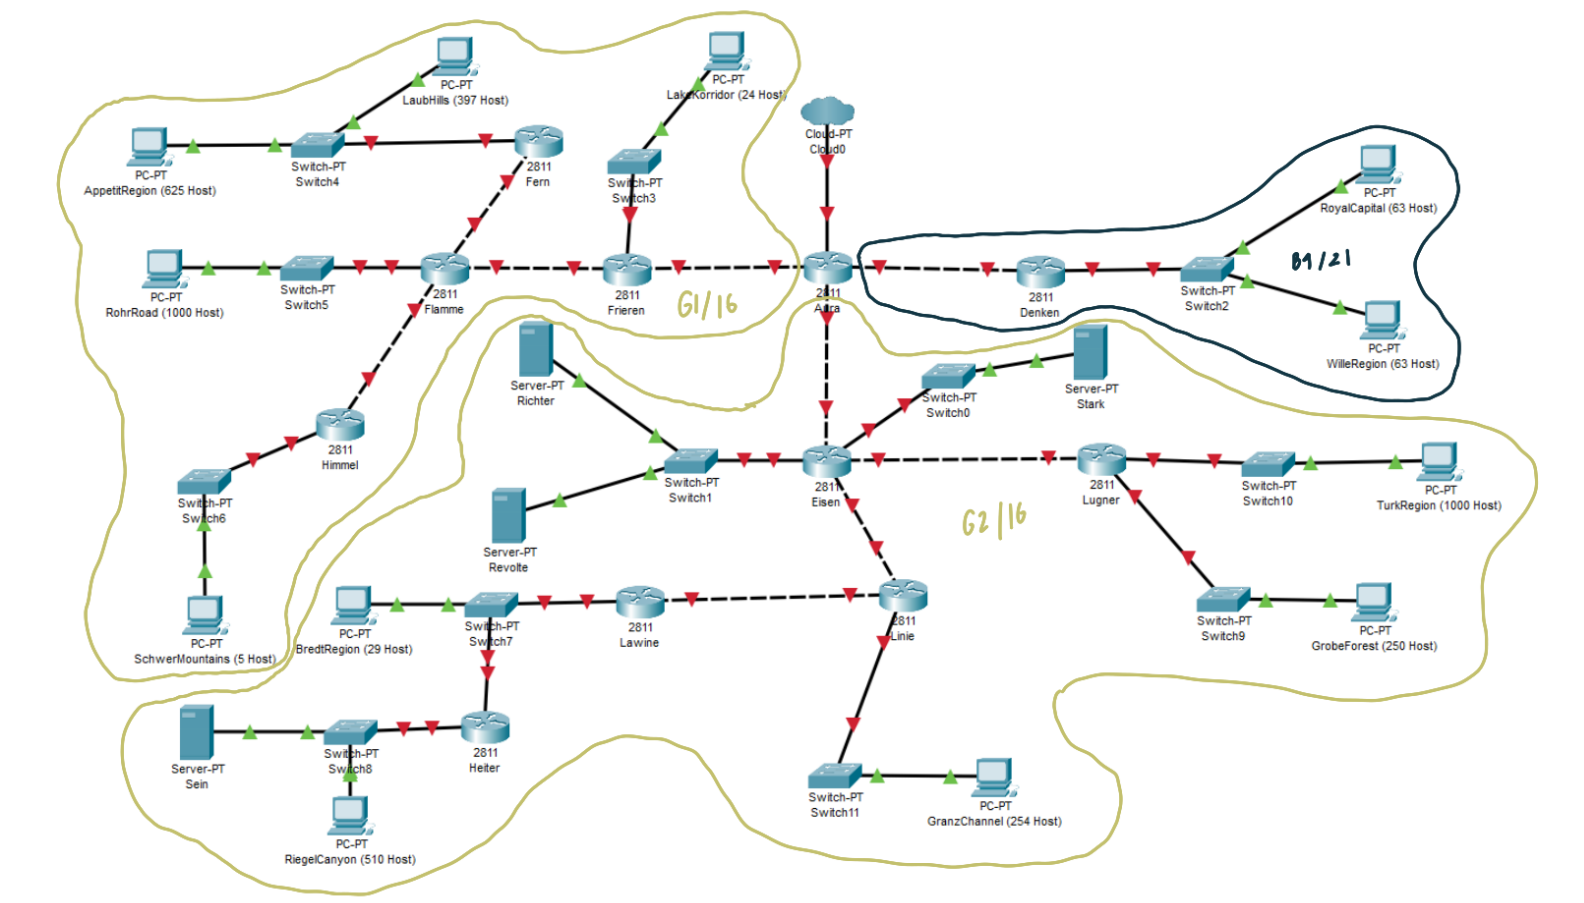 PC-PT
LaubHills (397 Host)
PC-PT
LakeKorridor (24 Host)
Cloud-PT
Cloud0
PC-PT
AppetitRegion (625 Host)
Switch-PT
Switch4
2811
Fern
Switch-PT
Switch3
PC-PT
RoyalCapital (63 Host)
B1/21
PC-PT
RohrRoad (1000 Host)
Switch-PT
Switch5
2811
Flamme
2811
Frieren
G1/16
2811
Aura
2811
Denken
Switch-PT
Switch2
PC-PT
WilleRegion (63 Host)
Server-PT
Richter
Switch-PT
Switch0
Server-PT
Stark
2811
Himmel
Switch-PT
Switch6
Switch-PT
Switch1
2811
Eisen
2811
Lugner
Switch-PT
Switch10
PC-PT
TurkRegion (1000 Host)
G2/16
Server-PT
Revolte
PC-PT
SchwerMountains (5 Host)
PC-PT
BredtRegion (29 Host)
Switch-PT
Switch7
2811
Lawine
2811
Linie
Switch-PT
Switch9
PC-PT
GrobeForest (250 Host)
Server-PT
Sein
Switch-PT
Switch8
2811
Heiter
Switch-PT
Switch11
PC-PT
GranzChannel (254 Host)
PC-PT
RiegelCanyon (510 Host)